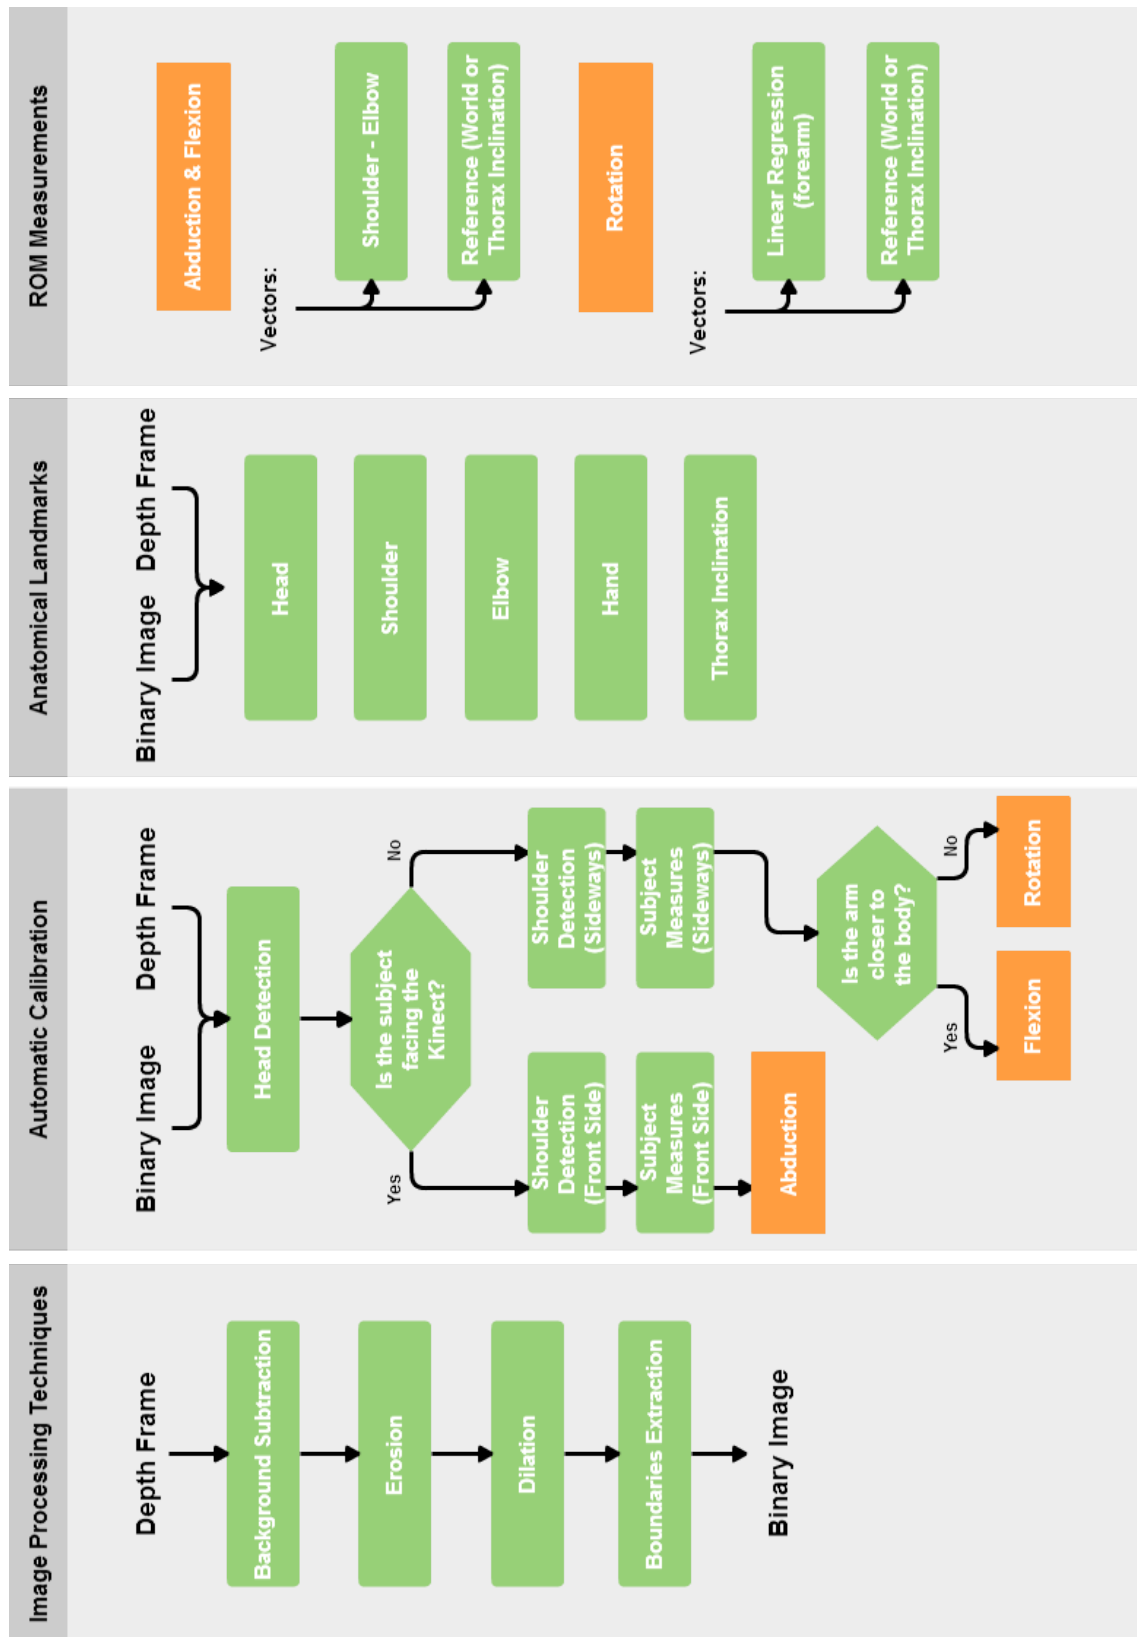 Image Processing Techniques
Depth Frame
Background Subtraction
Erosion
Dilation
Boundaries Extraction
Binary Image
Automatic Calibration
Binary Image
Depth Frame
Head Detection
Is the subject
facing the
Kinect?
Yes
No
Shoulder
Detection
(Front Side)
Subject
Measures
(Front Side)
Abduction
Shoulder
Detection
(Sideways)
Subject
Measures
(Sideways)
Is the arm
closer to
the body?
Yes
No
Flexion
Rotation
Anatomical Landmarks
Binary Image
Depth Frame
Head
Shoulder
Elbow
Hand
Thorax Inclination
ROM Measurements
Abduction & Flexion
Vectors:
Shoulder - Elbow
Reference (World or
Thorax Inclination)
Rotation
Vectors:
Linear Regression
(forearm)
Reference (World or
Thorax Inclination)